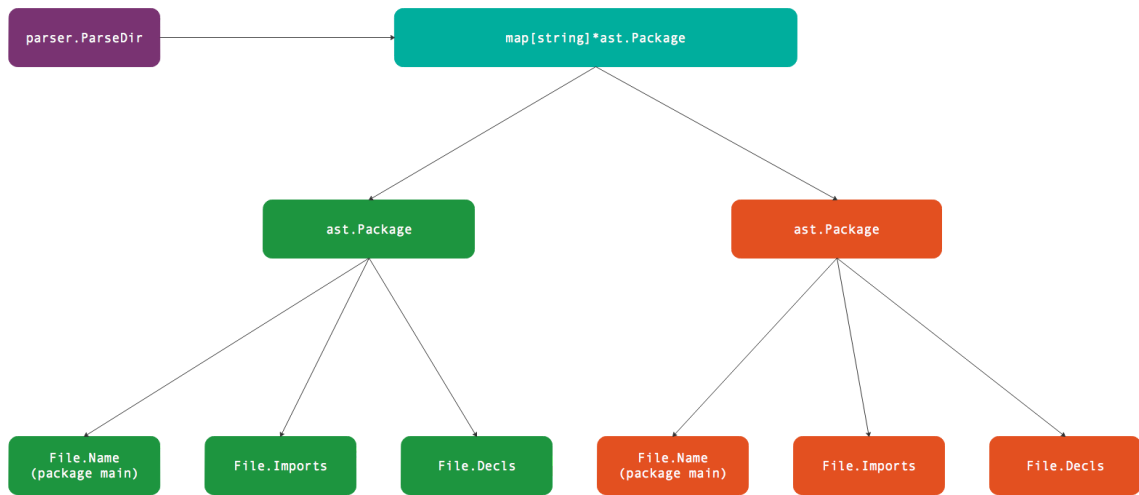 parser.ParseDir
map[string]*ast.Package
ast.Package
ast.Package
File.Name
(package main)
File.Imports
File.Decls
File.Name
(package main)
File.Imports
File.Decls